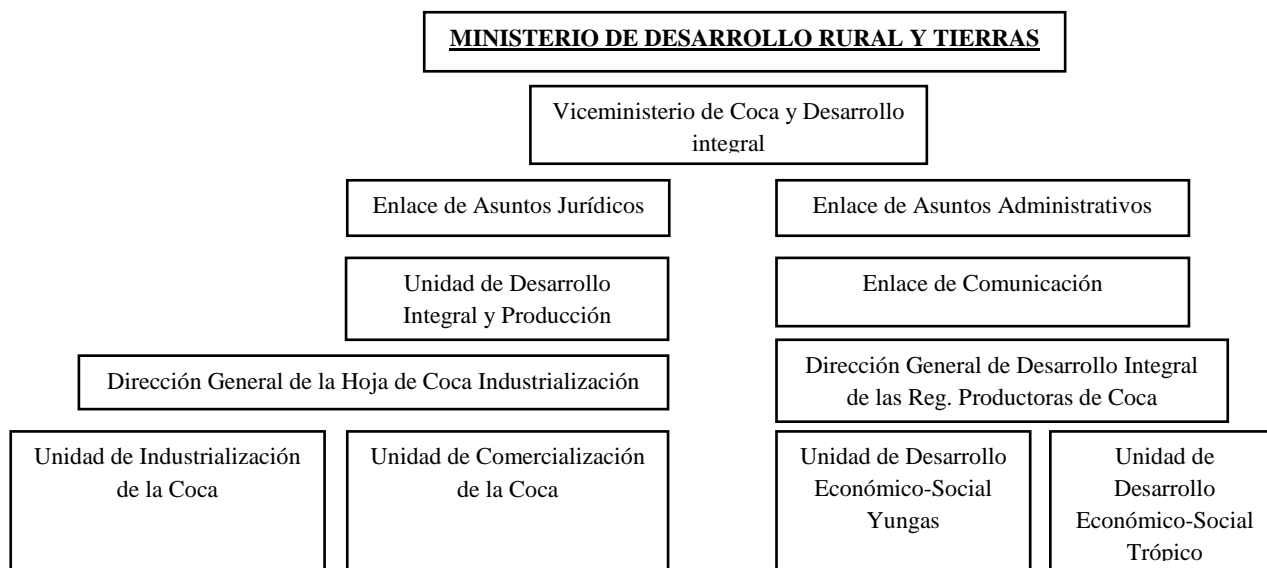 MINISTERIO DE DESARROLLO RURAL Y TIERRAS
Viceministerio de Coca y Desarrollo
integral
Enlace de Asuntos Jurídicos
Enlace de Asuntos Administrativos
Unidad de Desarrollo
Integral y Producción
Enlace de Comunicación
Dirección General de la Hoja de Coca Industrialización
Dirección General de Desarrollo Integral
de las Reg. Productoras de Coca
Unidad de Industrialización
de la Coca
Unidad de Comercialización
de la Coca
Unidad de Desarrollo
Económico-Social
Yungas
Unidad de
Desarrollo
Económico-Social
Trópico